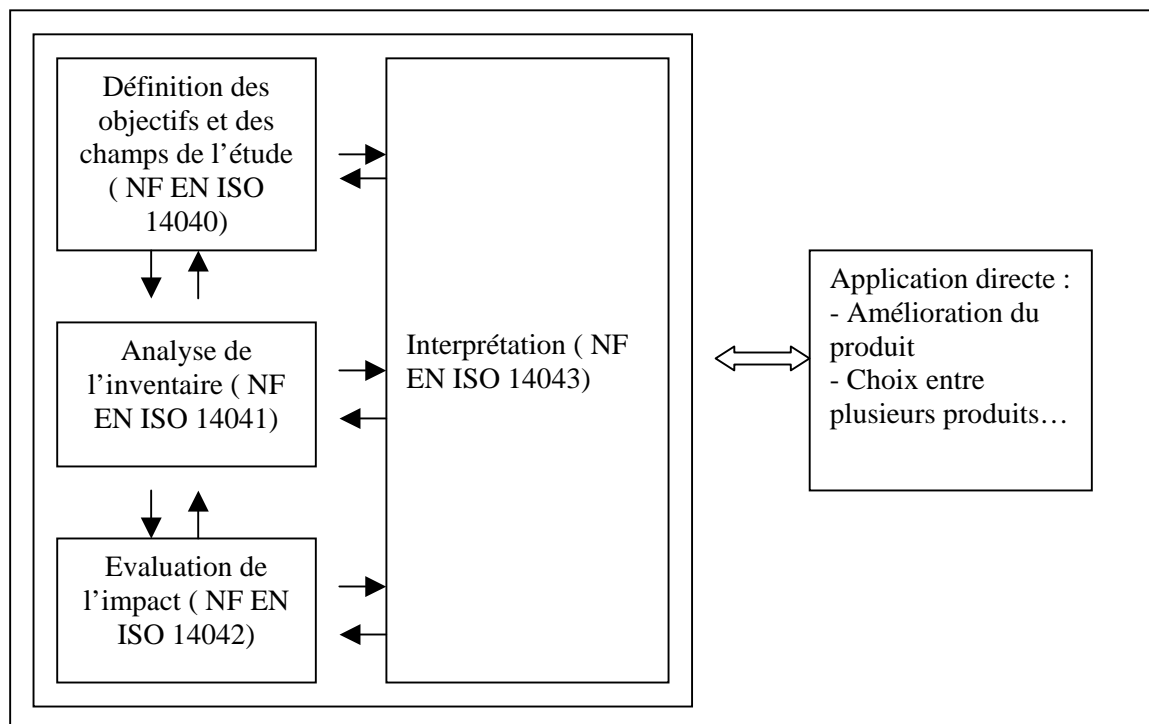 Définition des
objectifs et des
champs de l’étude
( NF EN ISO
14040)
Analyse de
l’inventaire ( NF
EN ISO 14041)
Evaluation de
l’impact ( NF EN
ISO 14042)
Interprétation ( NF
EN ISO 14043)
Application directe :
- Amélioration du
produit
- Choix entre
plusieurs produits…